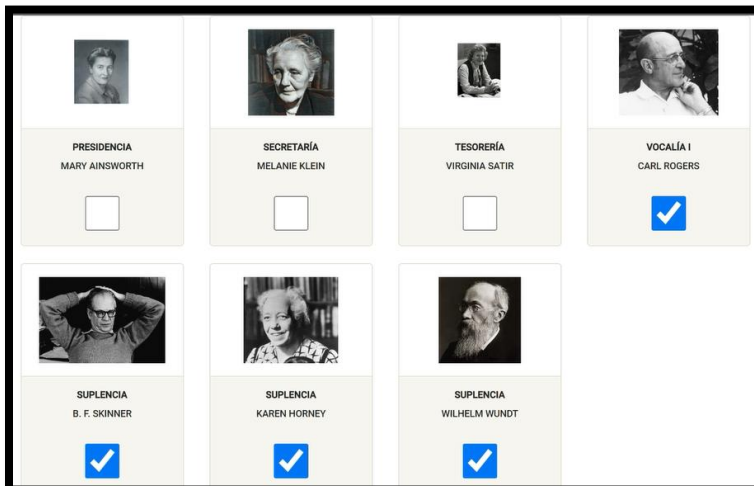 PRESIDENCIA
MARY AINSWORTH
SECRETARÍA
MELANIE KLEIN
TESORERÍA
VIRGINIA SATIR
VOCALÍA I
CARL ROGERS
SUPLENCIA
B. F. SKINNER
SUPLENCIA
KAREN HORNEY
SUPLENCIA
WILHELM WUNDT